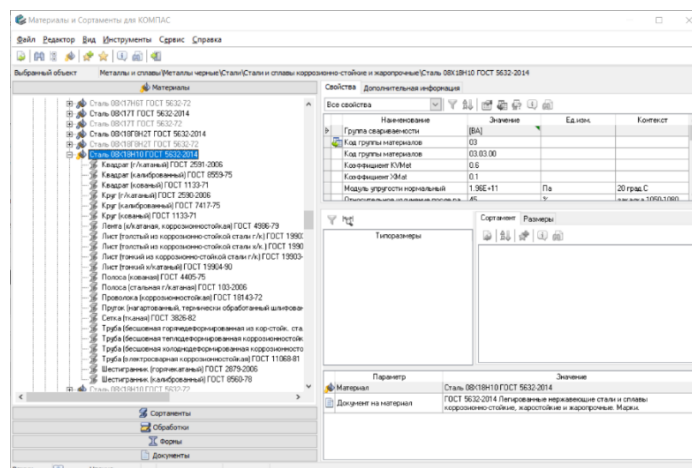 Материалы и Сортаменты для КОМПАС
Файл Редактор Вид Инструменты Сервис Справка
Выбранный объект Металлы и сплавы\Металлы черные\Стали\Стали и сплавы коррозионно-стойкие и жаропрочные\Сталь 08Х18Н10 ГОСТ 5632-2014
Материалы
Сталь 08Х17Н6Т ГОСТ 5632-72
Сталь 08Х17Т ГОСТ 5632-2014
Сталь 08Х17Т ГОСТ 5632-72
Сталь 08Х18Г8Н2Т ГОСТ 5632-2014
Сталь 08Х18Г8Н2Т ГОСТ 5632-72
Сталь 08Х18Н10 ГОСТ 5632-2014
Квадрат (г/катаный) ГОСТ 2591-2006
Квадрат (калиброванный) ГОСТ 8559-75
Квадрат (кованый) ГОСТ 1133-71
Круг (г/катаный) ГОСТ 2590-2006
Круг (калиброванный) ГОСТ 7417-75
Круг (кованый) ГОСТ 1133-71
Лента (х/катаная, коррозионностойкая) ГОСТ 4986-79
Лист (толстый из коррозионно-стойкой стали г/к) ГОСТ 1990
Лист (толстый из коррозионно-стойкой стали х/к.) ГОСТ 1990
Лист (тонкий из коррозионно-стойкой стали г/к) ГОСТ 19903-
Лист (тонкий х/катаный) ГОСТ 19904-90
Полоса (кованая) ГОСТ 4405-75
Полоса (стальная г/катаная) ГОСТ 103-2006
Проволока (коррозионностойкая) ГОСТ 18143-72
Пруток (нагартованный, термически обработанный шлифован
Сетка (тканая) ГОСТ 3826-82
Труба (бесшовная горячедеформированная из кор-стойк. ста
Труба (бесшовная теплодеформированная коррозионностойк
Труба (бесшовная холоднодеформированная коррозионносто
Труба (электросварная коррозионностойкая) ГОСТ 11068-81
Шестигранник (горячекатаный) ГОСТ 2879-2006
Шестигранник (калиброванный) ГОСТ 8560-78
Сталь 08Х18Н10 ГОСТ 5632-72
Сортаменты
Обработки
Формы
Документы
Свойства Дополнительная информация
Все свойства
Наименование Значение Ед.изм. Контекст
Группа свариваемости [ВА]
Код группы материалов 03
Код группы материалов 03.03.00
Коэффициент KVMat 0.6
Коэффициент XMat 0.1
Модуль упругости нормальный 1.96E+11 Па 20 град.С
45 %
Типоразмеры
Сортамент Размеры
Параметр Значение
Материал Сталь 08Х18Н10 ГОСТ 5632-2014
Документ на материал ГОСТ 5632-2014 Легированные нержавеющие стали и сплавы
коррозионно-стойкие, жаростойкие и жаропрочные. Марки.